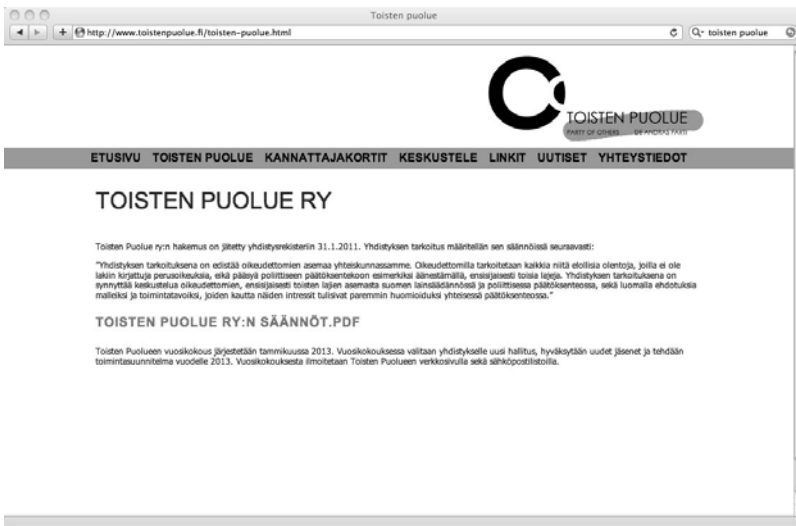 Toisten puolue
http://www.toistenpuolue.fi/toisten-puolue.html
toisten puolue
TOISTEN PUOLUE
PARTY OF OTHERS DE ANDRAS PARTI
ETUSIVU TOISTEN PUOLUE KANNATTAJAKORTIT KESKUSTELE LINKIT UUTISET YHTEYSTIEDOT
TOISTEN PUOLUE RY
Toisten Puolue ry:n hakemus on jätetty yhdistysrekisteriin 31.1.2011. Yhdistyksen tarkoitus määritellän sen säännöissä seuraavasti:
"Yhdistyksen tarkoituksena on edistää oikeudettomien asemaa yhteiskunnassamme. Oikeudettomilla tarkoitetaan kaikkia niitä elollisia olentoja, joilla ei ole
lakiin kirjattuja perusoikeuksia, eikä pääsyä poliittiseen päätöksentekoon esimerkiksi äänestämällä, ensisijaisesti toisia lajeja. Yhdistyksen tarkoituksena on
synnyttää keskustelua oikeudettomien, ensisijaisesti toisten lajien asemasta suomen lainsäädännössä ja poliittisessa päätöksenteossa, sekä luomalla ehdotuksia
malleiksi ja toimintatavoiksi, joiden kautta näiden intressit tulisivat paremmin huomioiduksi yhteisessä päätöksenteossa."
TOISTEN PUOLUE RY:N SÄÄNNÖT.PDF
Toisten Puolueen vuosikokous järjestetään tammikuussa 2013. Vuosikokouksessa valitaan yhdistykselle uusi hallitus, hyväksytään uudet jäsenet ja tehdään
toimintasuunnitelma vuodelle 2013. Vuosikokouksesta ilmoitetaan Toisten Puolueen verkkosivulla sekä sähköpostilistoilla.